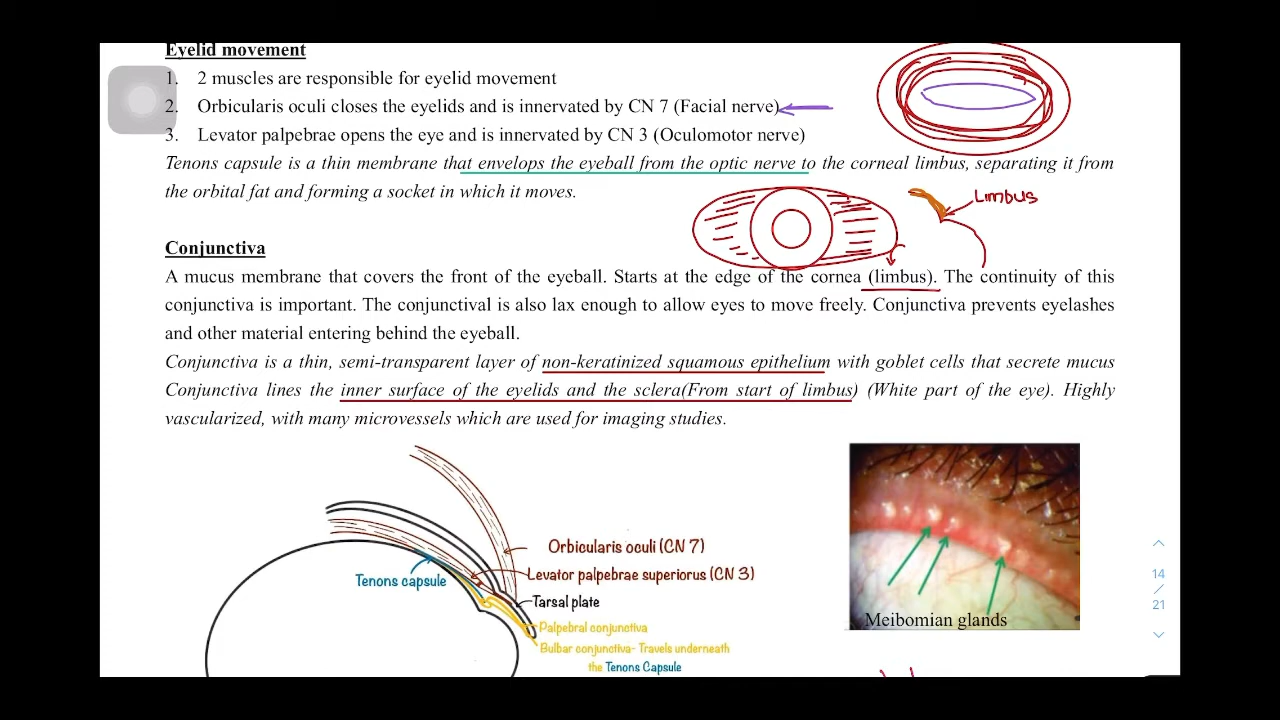 Eyelid movement
1. 2 muscles are responsible for eyelid movement
2. Orbicularis oculi closes the eyelids and is innervated by CN 7 (Facial nerve)
3. Levator palpebrae opens the eye and is innervated by CN 3 (Oculomotor nerve)
Tenons capsule is a thin membrane that envelops the eyeball from the optic nerve to the corneal limbus, separating it from
the orbital fat and forming a socket in which it moves.
Limbus
Conjunctiva
A mucus membrane that covers the front of the eyeball. Starts at the edge of the cornea (limbus). The continuity of this
conjunctiva is important. The conjunctival is also lax enough to allow eyes to move freely. Conjunctiva prevents eyelashes
and other material entering behind the eyeball.
Conjunctiva is a thin, semi-transparent layer of non-keratinized squamous epithelium with goblet cells that secrete mucus
Conjunctiva lines the inner surface of the eyelids and the sclera(From start of limbus) (White part of the eye). Highly
vascularized, with many microvessels which are used for imaging studies.
Orbicularis oculi (CN 7)
Levator palpebrae superiorus (CN 3)
Tenons capsule
Tarsal plate
Palpebral conjunctiva
Bulbar conjunctiva- Travels underneath
the Tenons Capsule
Meibomian glands
14
/
21